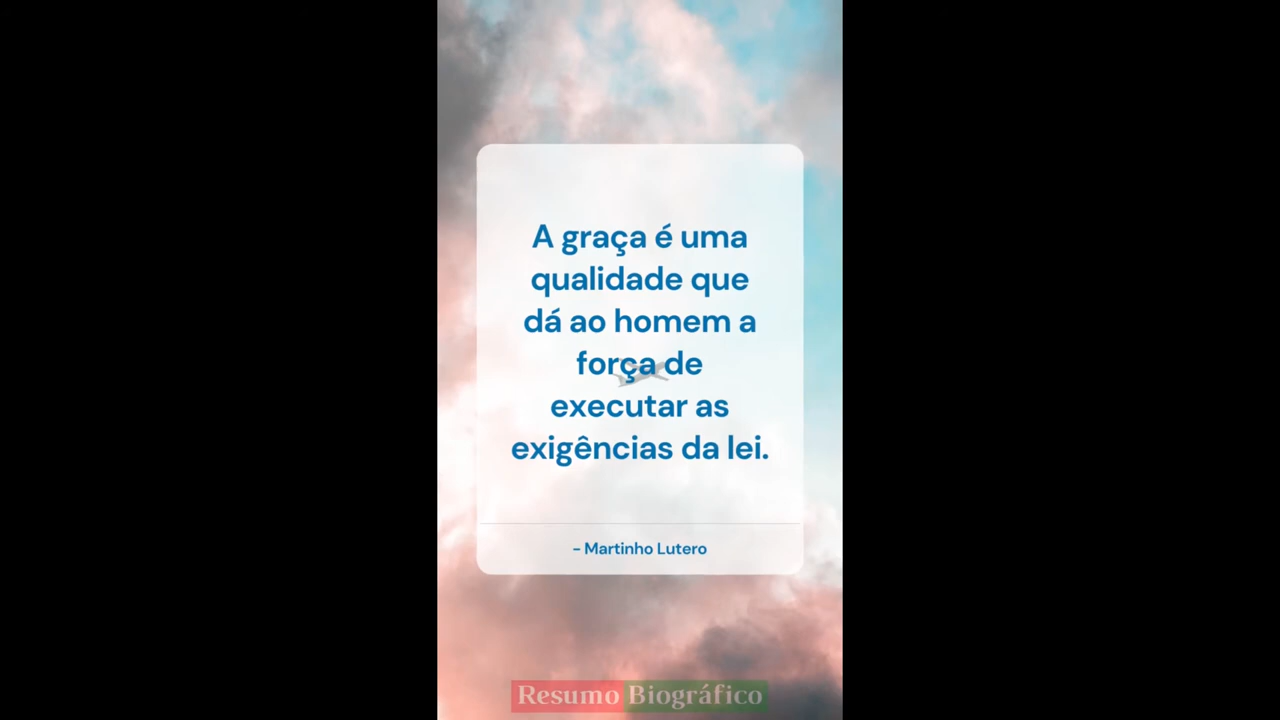 A graça é uma
qualidade que
dá ao homem a
força de
executar as
exigências da lei.
- Martinho Lutero
Resumo Biográfico